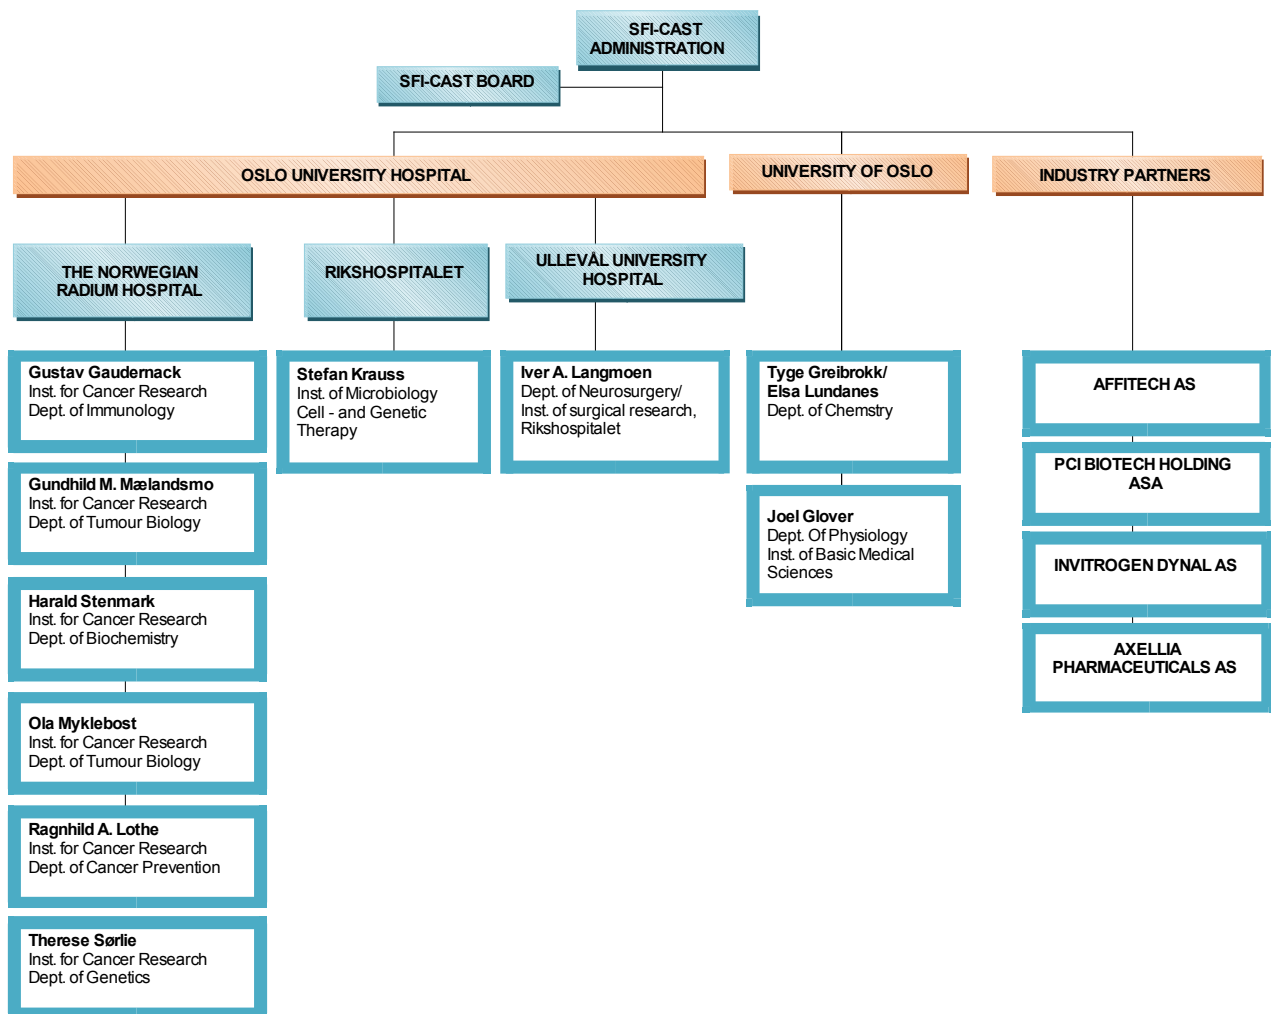 SFI-CAST
ADMINISTRATION
SFI-CAST BOARD
OSLO UNIVERSITY HOSPITAL
UNIVERSITY OF OSLO
INDUSTRY PARTNERS
THE NORWEGIAN
RADIUM HOSPITAL
RIKSHOSPITALET
ULLEVÅL UNIVERSITY
HOSPITAL
Gustav Gaudernack
Inst. for Cancer Research
Dept. of Immunology
Gundhild M. Mælandsmo
Inst. for Cancer Research
Dept. of Tumour Biology
Harald Stenmark
Inst. for Cancer Research
Dept. of Biochemistry
Ola Myklebost
Inst. for Cancer Research
Dept. of Tumour Biology
Ragnhild A. Lothe
Inst. for Cancer Research
Dept. of Cancer Prevention
Therese Sørlie
Inst. for Cancer Research
Dept. of Genetics
Stefan Krauss
Inst. of Microbiology
Cell - and Genetic
Therapy
Iver A. Langmoen
Dept. of Neurosurgery/
Inst. of surgical research,
Rikshospitalet
Tyge Greibrokk/
Elsa Lundanes
Dept. of Chemstry
Joel Glover
Dept. Of Physiology
Inst. of Basic Medical
Sciences
AFFITECH AS
PCI BIOTECH HOLDING
ASA
INVITROGEN DYNAL AS
AXELLIA
PHARMACEUTICALS AS